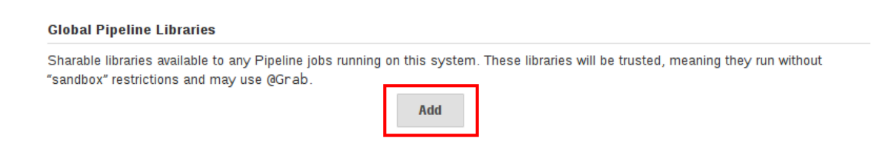 Global Pipeline Libraries
Sharable libraries available to any Pipeline jobs running on this system. These libraries will be trusted, meaning they run without
"sandbox" restrictions and may use @Grab.
Add